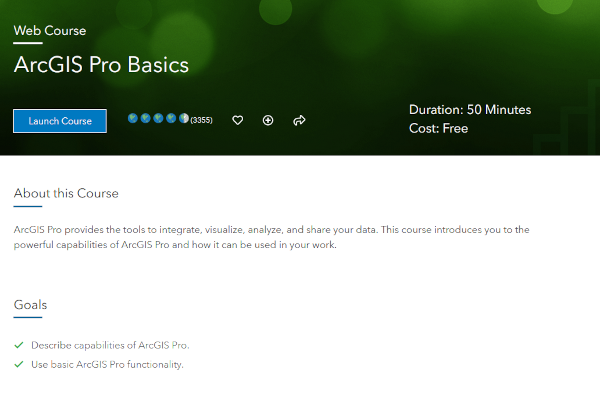 Web Course
ArcGIS Pro Basics
Launch Course
(3355)
Duration: 50 Minutes
Cost: Free
About this Course
ArcGIS Pro provides the tools to integrate, visualize, analyze, and share your data. This course introduces you to the
powerful capabilities of ArcGIS Pro and how it can be used in your work.
Goals
Describe capabilities of ArcGIS Pro.
Use basic ArcGIS Pro functionality.